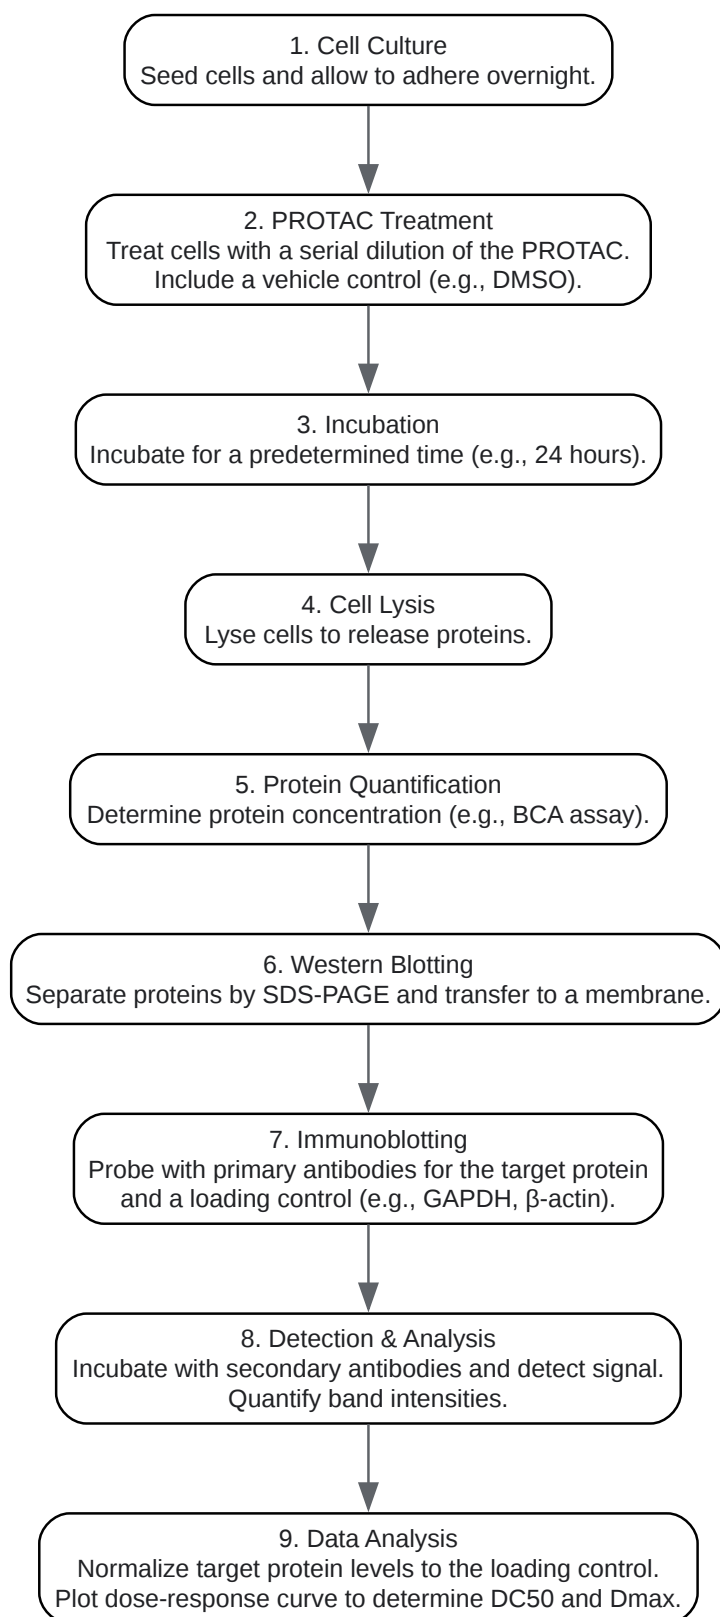 1. Cell Culture
Seed cells and allow to adhere overnight.
2. PROTAC Treatment
Treat cells with a serial dilution of the PROTAC.
Include a vehicle control (e.g., DMSO).
3. Incubation
Incubate for a predetermined time (e.g., 24 hours).
4. Cell Lysis
Lyse cells to release proteins.
5. Protein Quantification
Determine protein concentration (e.g., BCA assay).
6. Western Blotting
Separate proteins by SDS-PAGE and transfer to a membrane.
7. Immunoblotting
Probe with primary antibodies for the target protein
and a loading control (e.g., GAPDH, β-actin).
8. Detection & Analysis
Incubate with secondary antibodies and detect signal.
Quantify band intensities.
9. Data Analysis
Normalize target protein levels to the loading control.
Plot dose-response curve to determine DC50 and Dmax.